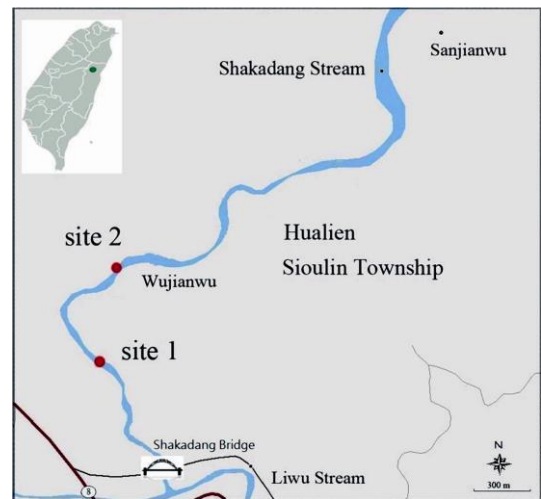 Sanjianwu
Shakadang Stream
Hualien
Sioulin Township
site 2
Wujianwu
site 1
Shakadang Bridge
Liwu Stream
8
N
300 m